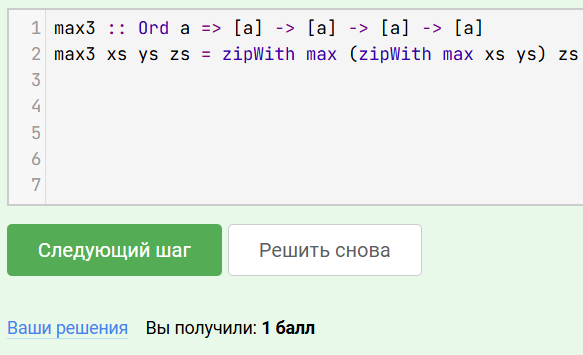 1 max3 :: Ord a => [a] -> [a] -> [a] -> [a]
2 max3 xs ys zs = zipWith max (zipWith max xs ys) zs
3
4
5
6
7
Следующий шаг Решить снова
Ваши решения Вы получили: 1 балл